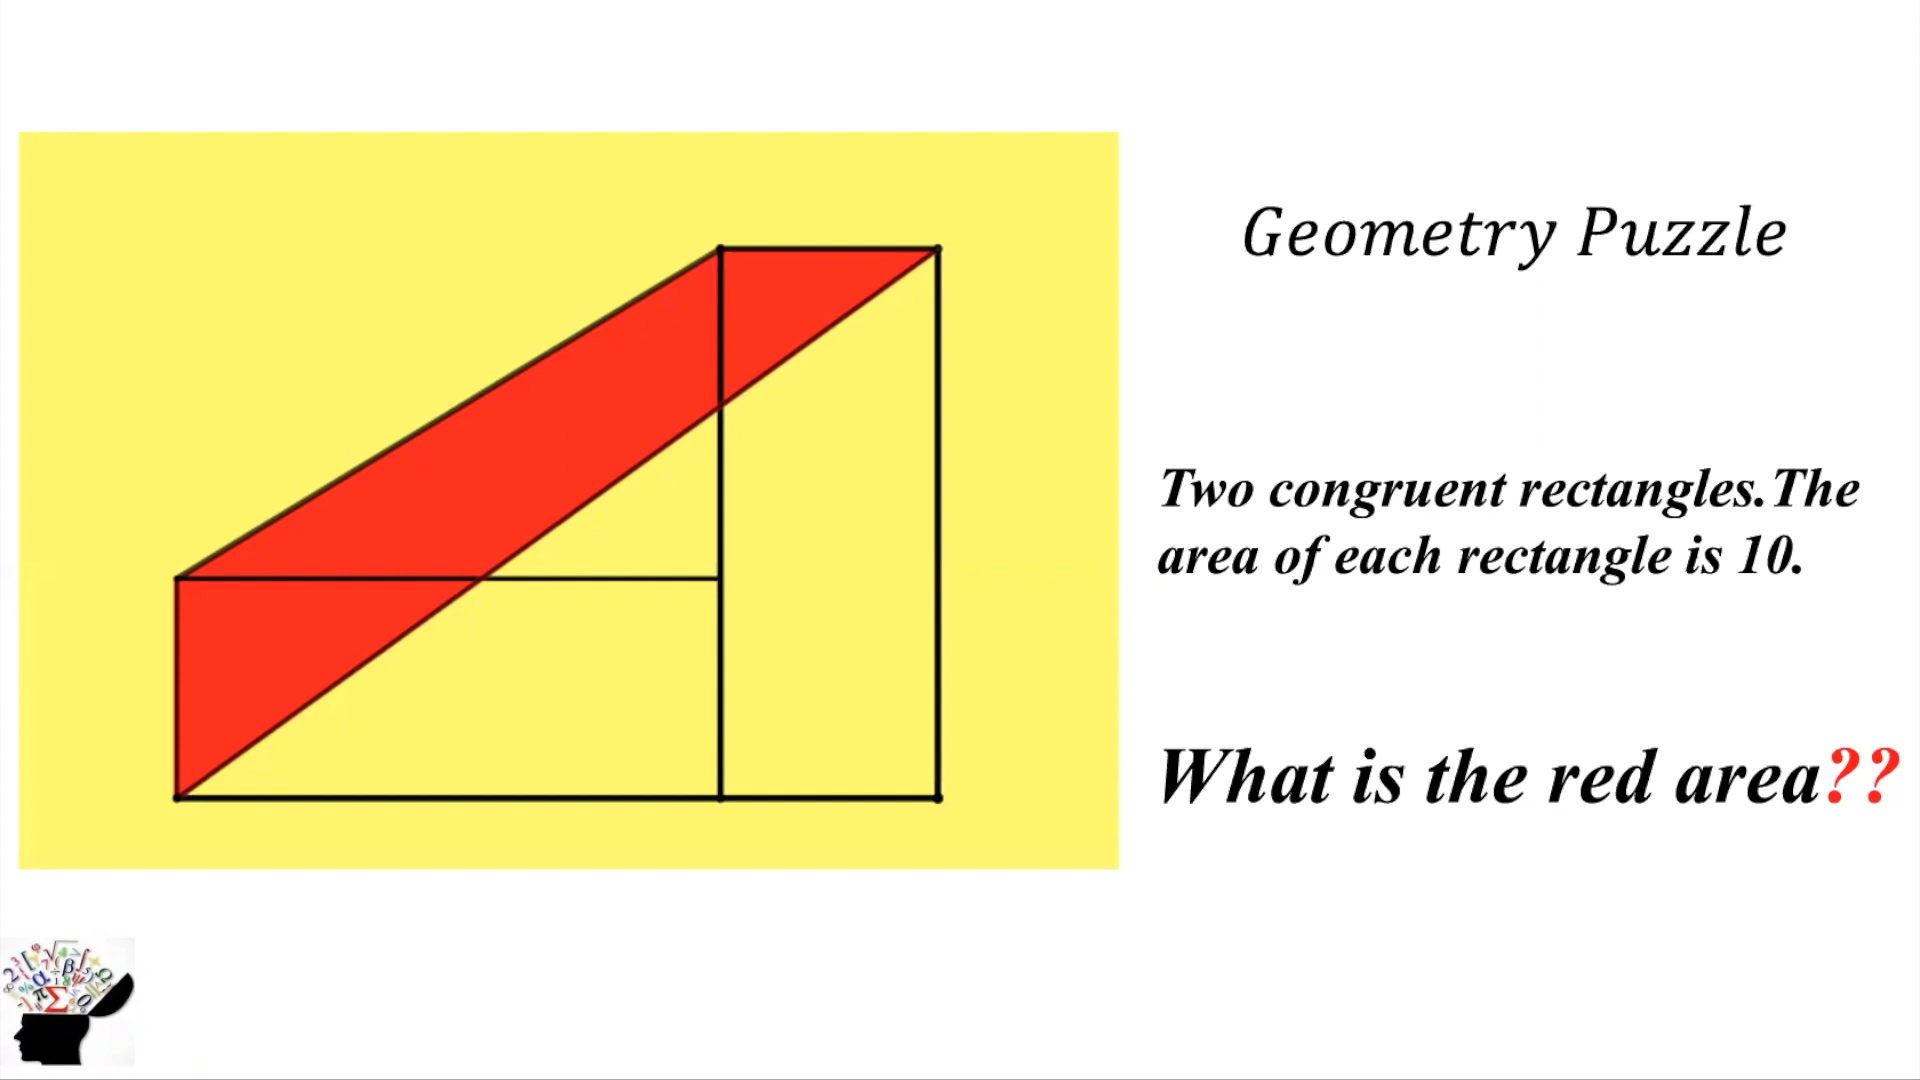 Geometry Puzzle
Two congruent rectangles.The
area of each rectangle is 10.
What is the red area??